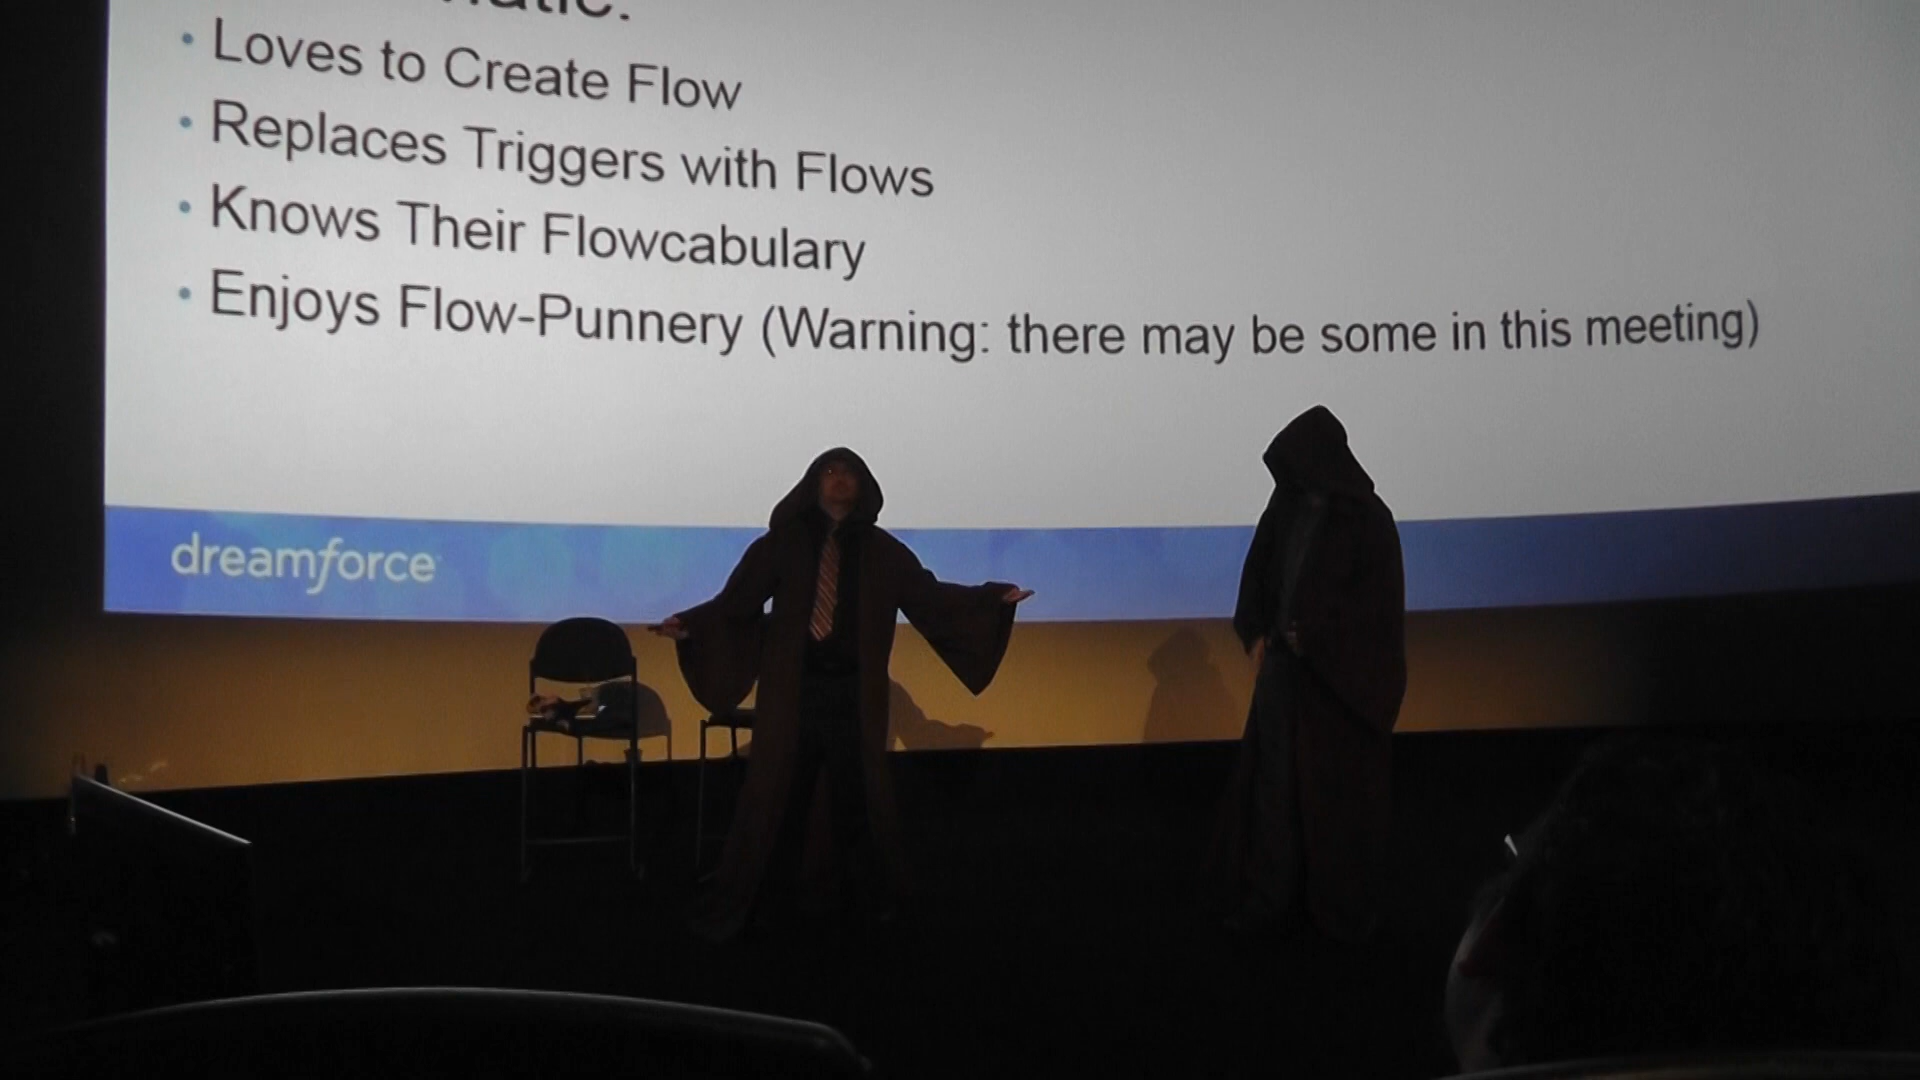 • Loves to Create Flow
• Replaces Triggers with Flows
• Knows Their Flowcabulary
• Enjoys Flow-Punnery (Warning: there may be some in this meeting)
dreamforce